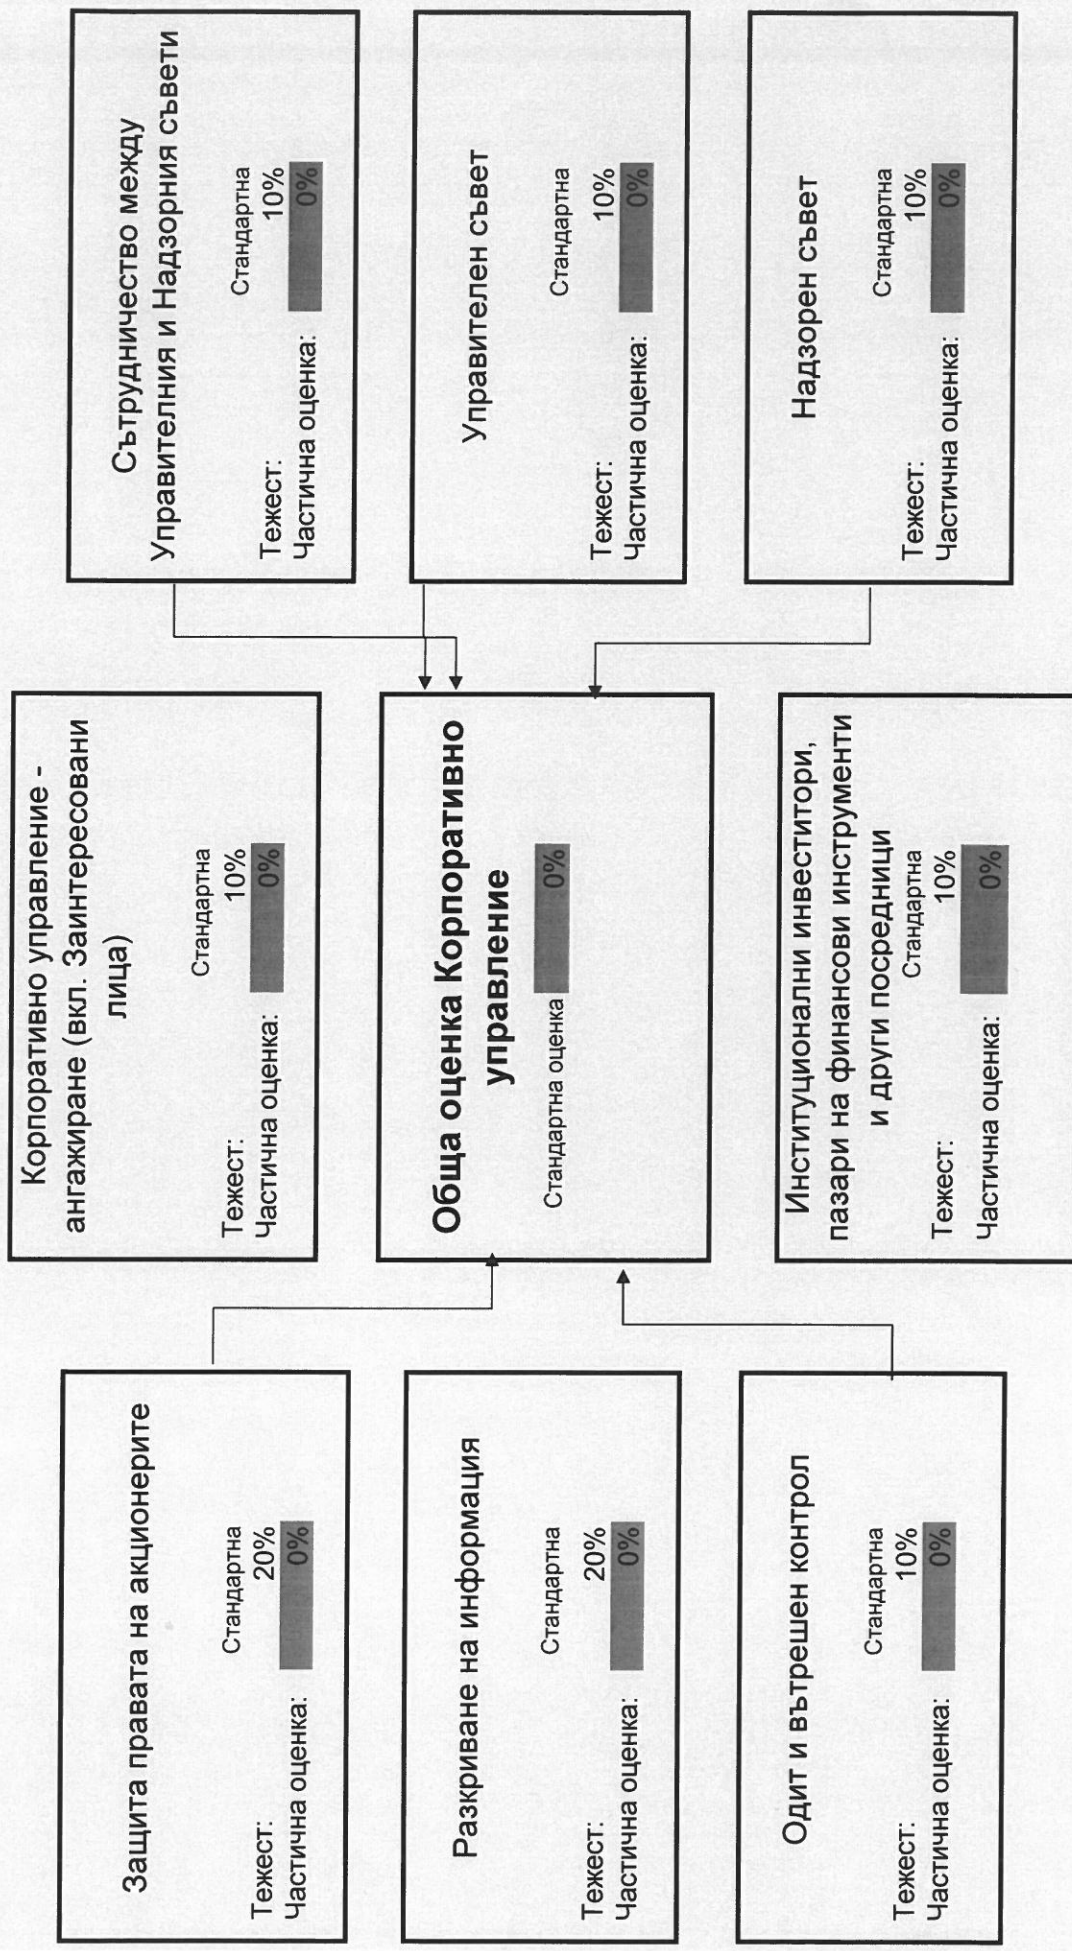 Защита правата на акционерите
Стандартна
Тежест: 20%
Частична оценка: 0%
Корпоративно управление -
ангажиране (вкл. Заинтересовани
лица)
Стандартна
Тежест: 10%
Частична оценка: 0%
Сътрудничество между
Управителния и Надзорния съвети
Стандартна
Тежест: 10%
Частична оценка: 0%
Разкриване на информация
Стандартна
Тежест: 20%
Частична оценка: 0%
Обща оценка Корпоративно
управление
Стандартна оценка 0%
Управителен съвет
Стандартна
Тежест: 10%
Частична оценка: 0%
Одит и вътрешен контрол
Стандартна
Тежест: 10%
Частична оценка: 0%
Институционални инвеститори,
пазари на финансови инструменти
и други посредници
Стандартна
Тежест: 10%
Частична оценка: 0%
Надзорен съвет
Стандартна
Тежест: 10%
Частична оценка: 0%